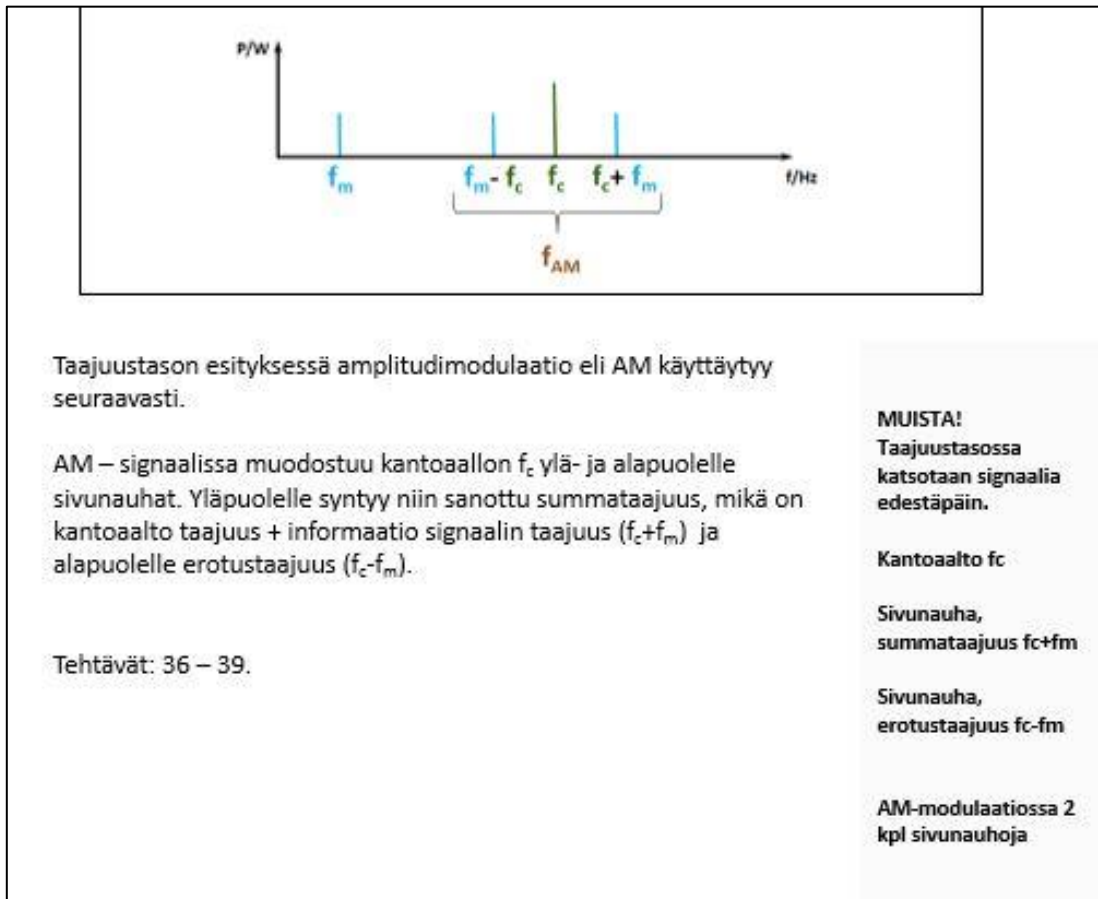 P/W
fm fm- fc fc fc+ fm f/Hz
fAM
Taajuustason esityksessä amplitudimodulaatio eli AM käyttäytyy
seuraavasti.
AM – signaalissa muodostuu kantoaallon fc ylä- ja alapuolelle
sivunauhat. Yläpuolelle syntyy niin sanottu summataajuus, mikä on
kantoaalto taajuus + informaatio signaalin taajuus (fc+fm) ja
alapuolelle erotustaajuus (fc-fm).
Tehtävät: 36 – 39.
MUISTA!
Taajuustasossa
katsotaan signaalia
edestäpäin.
Kantoaalto fc
Sivunauha,
summataajuus fc+fm
Sivunauha,
erotustaajuus fc-fm
AM-modulaatiossa 2
kpl sivunauhoja